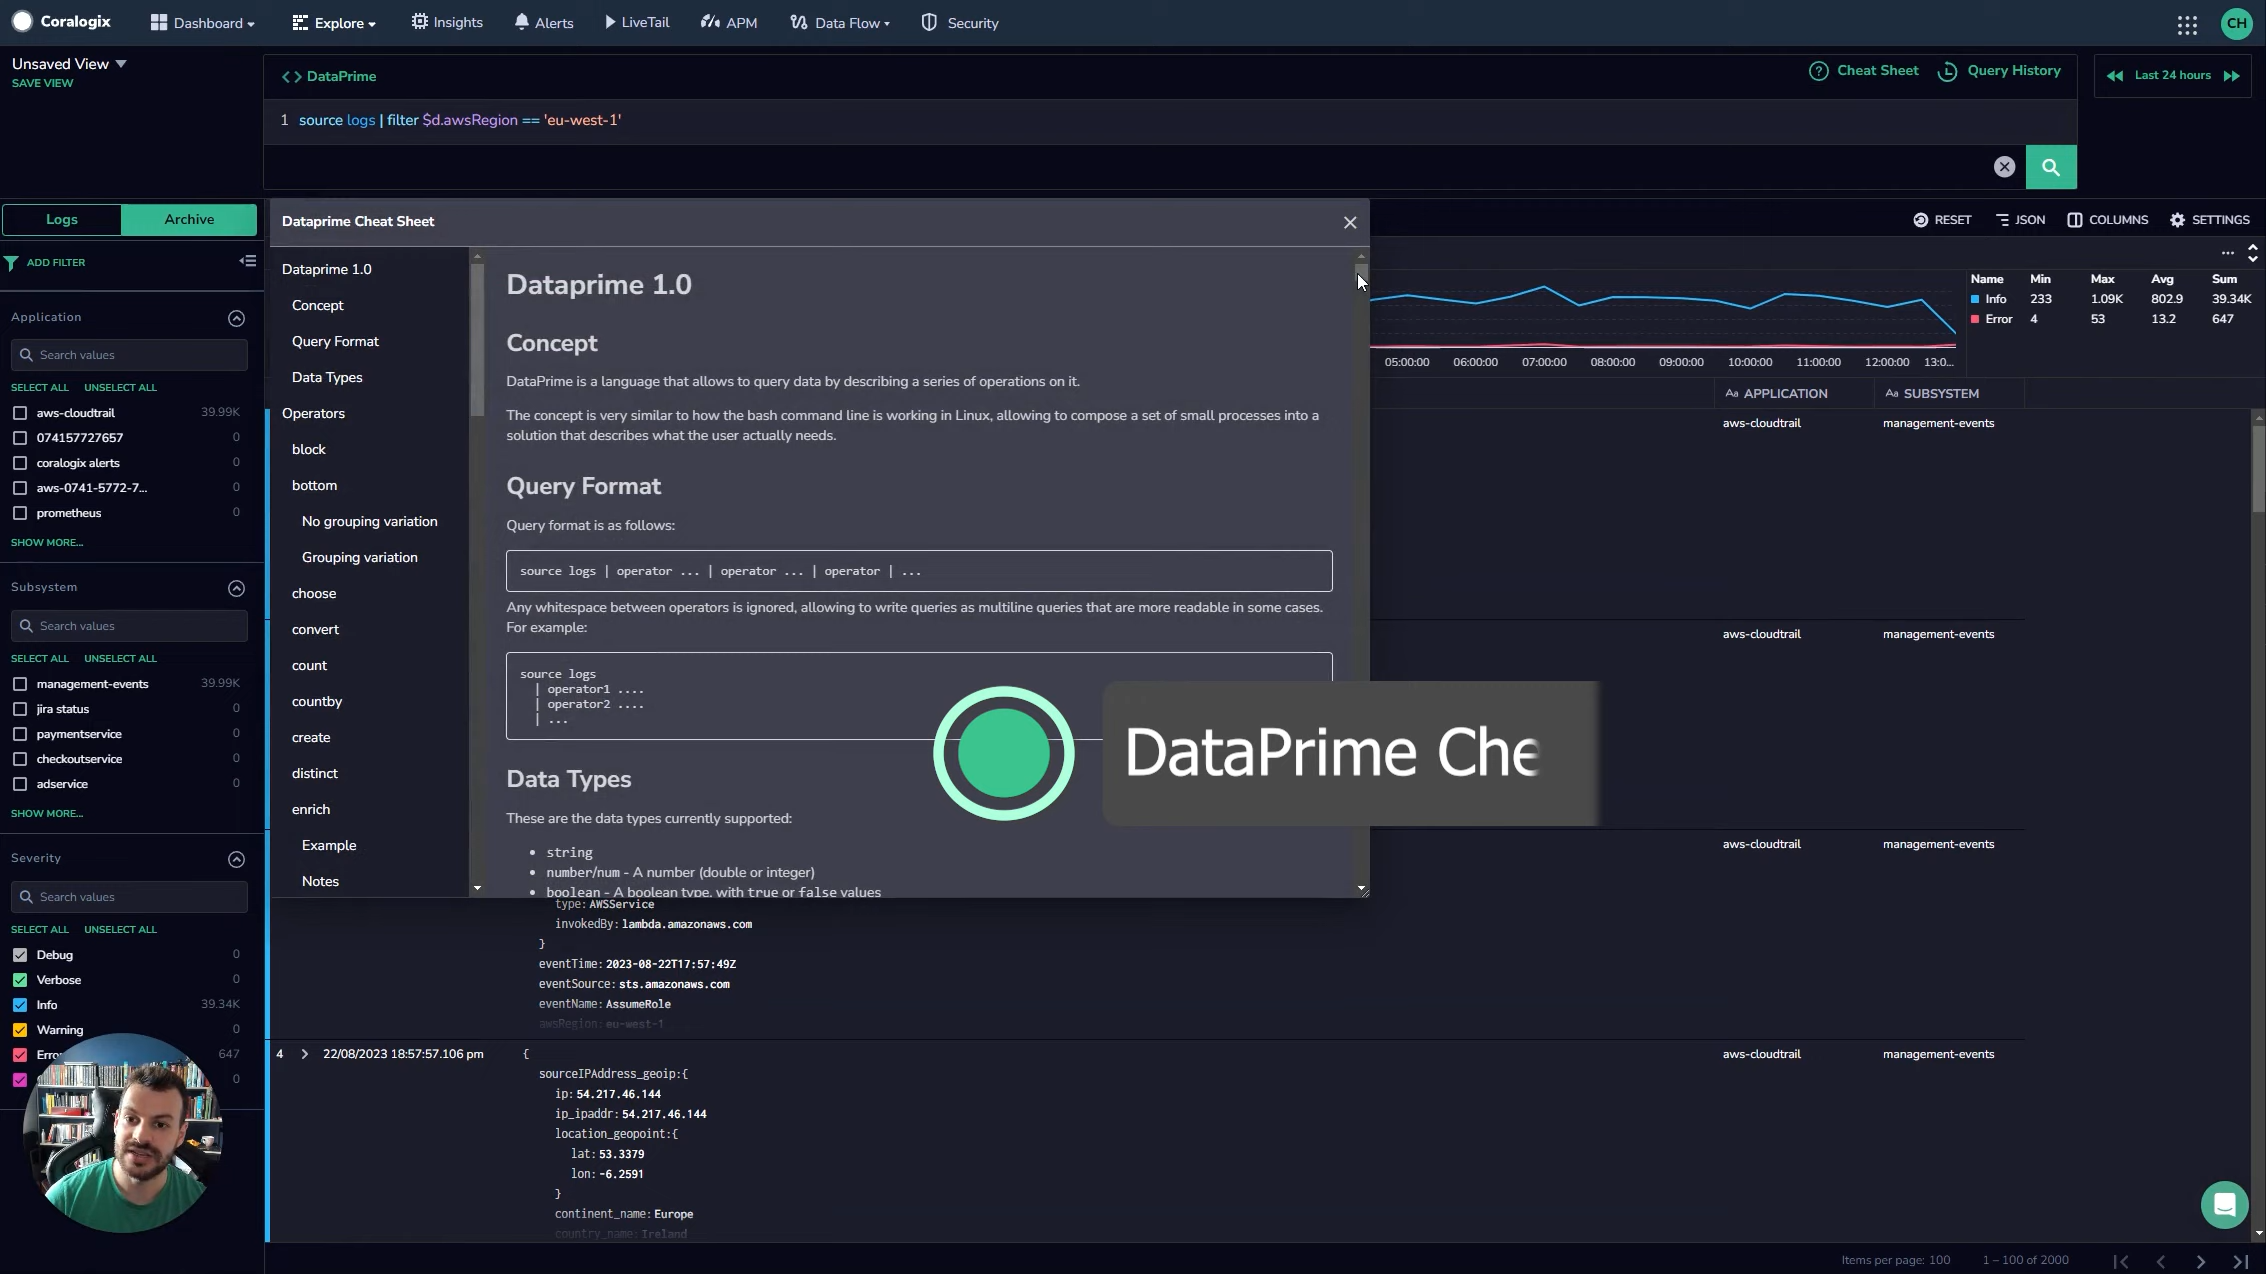 Coralogix
Dashboard
Explore
Insights
Alerts
LiveTail
APM
Data Flow
Security
CH
Unsaved View
SAVE VIEW
<> DataPrime
? Cheat Sheet
Query History
Last 24 hours
1 source logs | filter $d.awsRegion == 'eu-west-1'
Logs
Archive
RESET
JSON
COLUMNS
SETTINGS
ADD FILTER
Application
Search values
SELECT ALL UNSELECT ALL
aws-cloudtrail 39.99K
074157727657 0
coralogix alerts 0
aws-0741-5772-7... 0
prometheus 0
SHOW MORE...
Subsystem
Search values
SELECT ALL UNSELECT ALL
management-events 39.99K
jira status 0
paymentservice 0
checkoutservice 0
adservice 0
SHOW MORE...
Severity
Search values
SELECT ALL UNSELECT ALL
Debug 0
Verbose 0
Info 39.34K
Warning 0
647
0
Dataprime Cheat Sheet
Dataprime 1.0
Concept
Query Format
Data Types
Operators
block
bottom
No grouping variation
Grouping variation
choose
convert
count
countby
create
distinct
enrich
Example
Notes
Dataprime 1.0
Concept
DataPrime is a language that allows to query data by describing a series of operations on it.
The concept is very similar to how the bash command line is working in Linux, allowing to compose a set of small processes into a
solution that describes what the user actually needs.
Query Format
Query format is as follows:
source logs | operator ... | operator ... | operator | ...
Any whitespace between operators is ignored, allowing to write queries as multiline queries that are more readable in some cases.
For example:
source logs
| operator1 ....
| operator2 ....
| ...
Data Types
These are the data types currently supported:
• string
• number/num - A number (double or integer)
• boolean - A boolean type, with true or false values
DataPrime Che
...
Name Min Max Avg Sum
Info 233 1.09K 802.9 39.34K
Error 4 53 13.2 647
05:00:00 06:00:00 07:00:00 08:00:00 09:00:00 10:00:00 11:00:00 12:00:00 13:0...
Aa APPLICATION Aa SUBSYSTEM
aws-cloudtrail management-events
aws-cloudtrail management-events
aws-cloudtrail management-events
type: AWSService
invokedBy: lambda.amazonaws.com
}
eventTime: 2023-08-22T17:57:49Z
eventSource: sts.amazonaws.com
eventName: AssumeRole
awsRegion: eu-west-1
4 > 22/08/2023 18:57:57.106 pm {
aws-cloudtrail management-events
sourceIPAddress_geoip:{
ip: 54.217.46.144
ip_ipaddr: 54.217.46.144
location_geopoint:{
lat: 53.3379
lon: -6.2591
}
continent_name: Europe
country_name: Ireland
Items per page: 100
1 – 100 of 2000